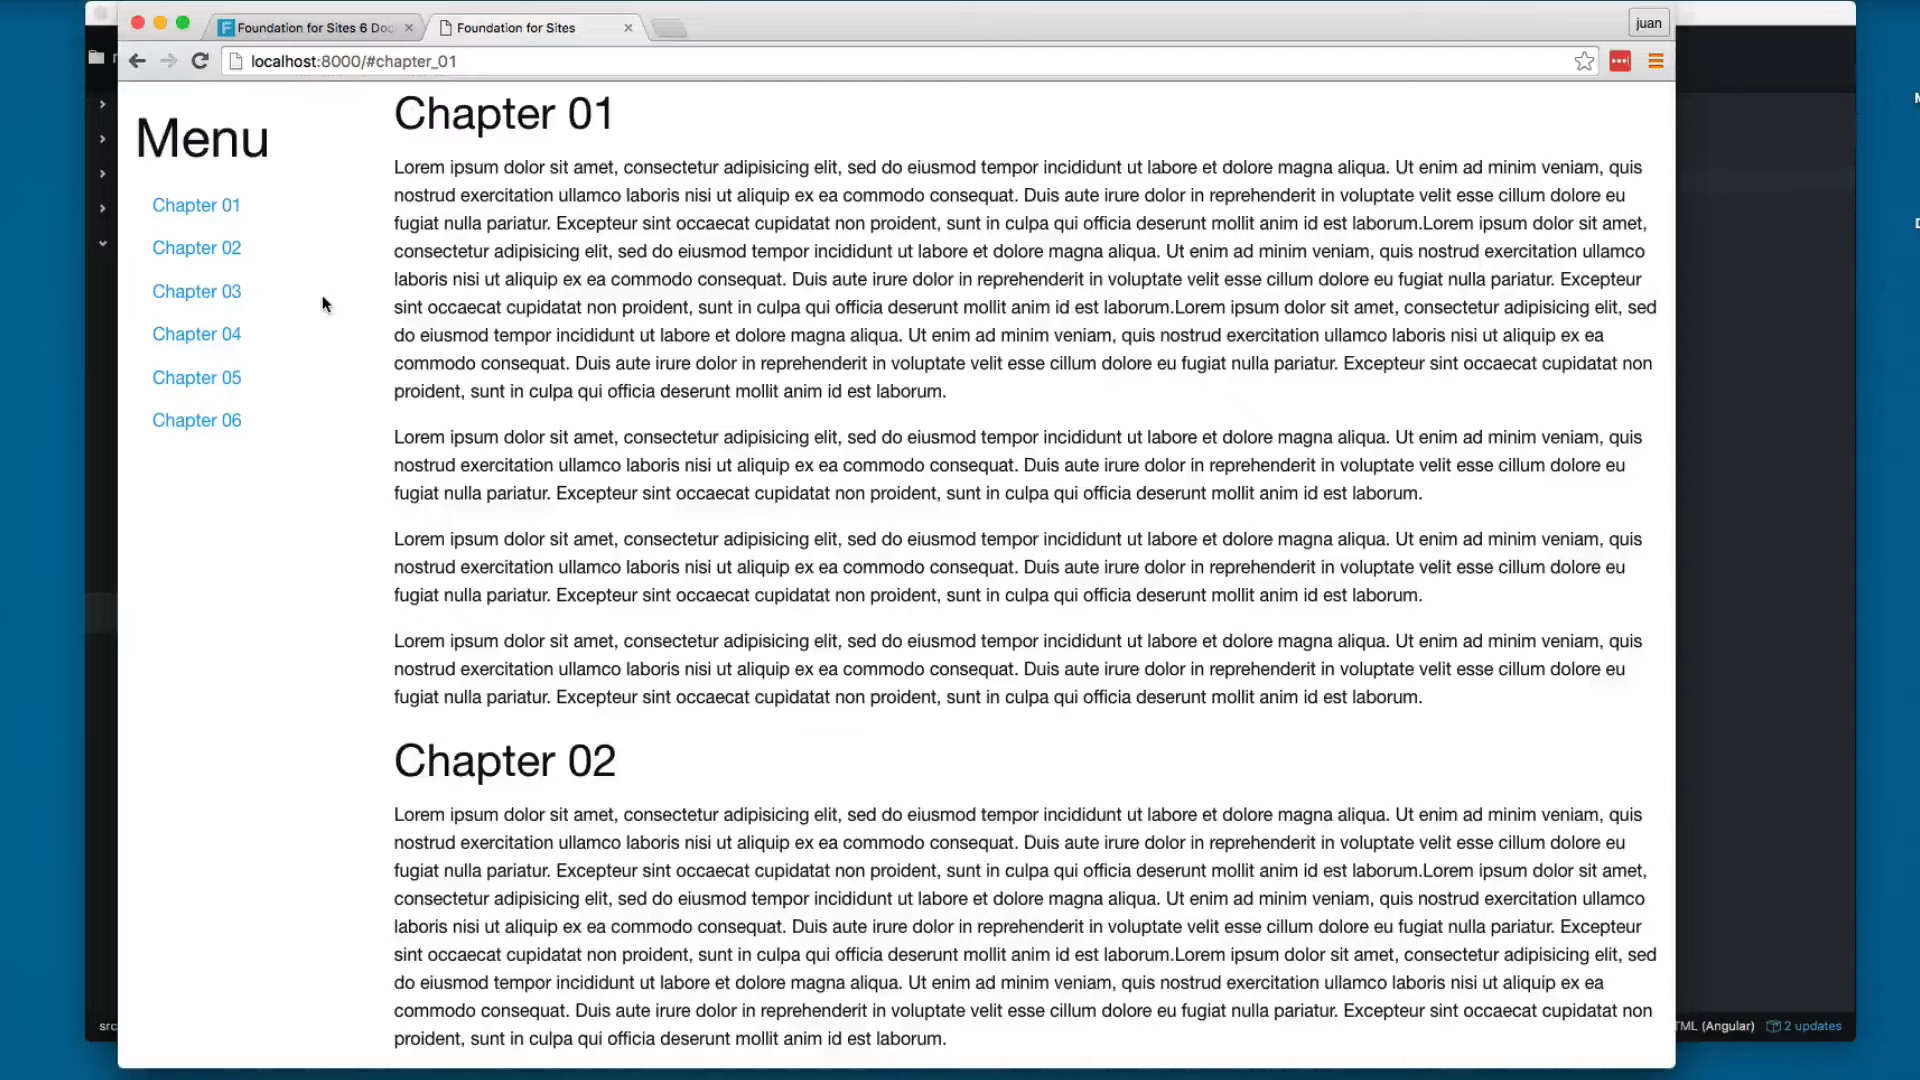 Foundation for Sites 6 Doc
Foundation for Sites
juan
localhost:8000/#chapter_01
Menu
Chapter 01
Chapter 02
Chapter 03
Chapter 04
Chapter 05
Chapter 06
Chapter 01
Lorem ipsum dolor sit amet, consectetur adipisicing elit, sed do eiusmod tempor incididunt ut labore et dolore magna aliqua. Ut enim ad minim veniam, quis
nostrud exercitation ullamco laboris nisi ut aliquip ex ea commodo consequat. Duis aute irure dolor in reprehenderit in voluptate velit esse cillum dolore eu
fugiat nulla pariatur. Excepteur sint occaecat cupidatat non proident, sunt in culpa qui officia deserunt mollit anim id est laborum.Lorem ipsum dolor sit amet,
consectetur adipisicing elit, sed do eiusmod tempor incididunt ut labore et dolore magna aliqua. Ut enim ad minim veniam, quis nostrud exercitation ullamco
laboris nisi ut aliquip ex ea commodo consequat. Duis aute irure dolor in reprehenderit in voluptate velit esse cillum dolore eu fugiat nulla pariatur. Excepteur
sint occaecat cupidatat non proident, sunt in culpa qui officia deserunt mollit anim id est laborum.Lorem ipsum dolor sit amet, consectetur adipisicing elit, sed
do eiusmod tempor incididunt ut labore et dolore magna aliqua. Ut enim ad minim veniam, quis nostrud exercitation ullamco laboris nisi ut aliquip ex ea
commodo consequat. Duis aute irure dolor in reprehenderit in voluptate velit esse cillum dolore eu fugiat nulla pariatur. Excepteur sint occaecat cupidatat non
proident, sunt in culpa qui officia deserunt mollit anim id est laborum.
Lorem ipsum dolor sit amet, consectetur adipisicing elit, sed do eiusmod tempor incididunt ut labore et dolore magna aliqua. Ut enim ad minim veniam, quis
nostrud exercitation ullamco laboris nisi ut aliquip ex ea commodo consequat. Duis aute irure dolor in reprehenderit in voluptate velit esse cillum dolore eu
fugiat nulla pariatur. Excepteur sint occaecat cupidatat non proident, sunt in culpa qui officia deserunt mollit anim id est laborum.
Lorem ipsum dolor sit amet, consectetur adipisicing elit, sed do eiusmod tempor incididunt ut labore et dolore magna aliqua. Ut enim ad minim veniam, quis
nostrud exercitation ullamco laboris nisi ut aliquip ex ea commodo consequat. Duis aute irure dolor in reprehenderit in voluptate velit esse cillum dolore eu
fugiat nulla pariatur. Excepteur sint occaecat cupidatat non proident, sunt in culpa qui officia deserunt mollit anim id est laborum.
Lorem ipsum dolor sit amet, consectetur adipisicing elit, sed do eiusmod tempor incididunt ut labore et dolore magna aliqua. Ut enim ad minim veniam, quis
nostrud exercitation ullamco laboris nisi ut aliquip ex ea commodo consequat. Duis aute irure dolor in reprehenderit in voluptate velit esse cillum dolore eu
fugiat nulla pariatur. Excepteur sint occaecat cupidatat non proident, sunt in culpa qui officia deserunt mollit anim id est laborum.
Chapter 02
Lorem ipsum dolor sit amet, consectetur adipisicing elit, sed do eiusmod tempor incididunt ut labore et dolore magna aliqua. Ut enim ad minim veniam, quis
nostrud exercitation ullamco laboris nisi ut aliquip ex ea commodo consequat. Duis aute irure dolor in reprehenderit in voluptate velit esse cillum dolore eu
fugiat nulla pariatur. Excepteur sint occaecat cupidatat non proident, sunt in culpa qui officia deserunt mollit anim id est laborum.Lorem ipsum dolor sit amet,
consectetur adipisicing elit, sed do eiusmod tempor incididunt ut labore et dolore magna aliqua. Ut enim ad minim veniam, quis nostrud exercitation ullamco
laboris nisi ut aliquip ex ea commodo consequat. Duis aute irure dolor in reprehenderit in voluptate velit esse cillum dolore eu fugiat nulla pariatur. Excepteur
sint occaecat cupidatat non proident, sunt in culpa qui officia deserunt mollit anim id est laborum.Lorem ipsum dolor sit amet, consectetur adipisicing elit, sed
do eiusmod tempor incididunt ut labore et dolore magna aliqua. Ut enim ad minim veniam, quis nostrud exercitation ullamco laboris nisi ut aliquip ex ea
commodo consequat. Duis aute irure dolor in reprehenderit in voluptate velit esse cillum dolore eu fugiat nulla pariatur. Excepteur sint occaecat cupidatat non
proident, sunt in culpa qui officia deserunt mollit anim id est laborum.
src
TML (Angular)
2 updates